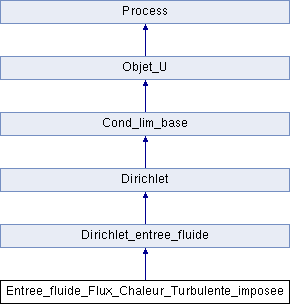 Process
Objet_U
Cond_lim_base
Dirichlet
Dirichlet_entree_fluide
Entree_fluide_Flux_Chaleur_Turbulente_imposee